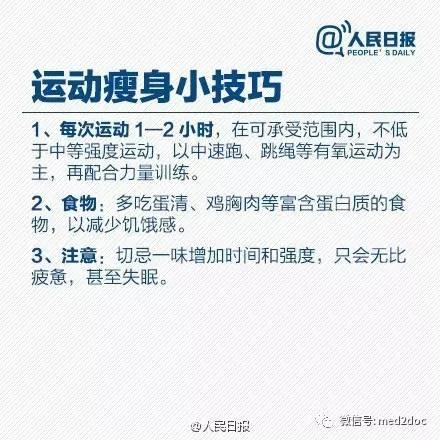 @人民日报
PEOPLE'S DAILY
运动瘦身小技巧
1、每次运动1—2小时，在可承受范围内，不低
于中等强度运动，以中速跑、跳绳等有氧运动为
主，再配合力量训练。
2、食物：多吃蛋清、鸡胸肉等富含蛋白质的食
物，以减少饥饿感。
3、注意：切忌一味增加时间和强度，只会无比
疲惫，甚至失眠。
@人民日报
微信号: med2doc